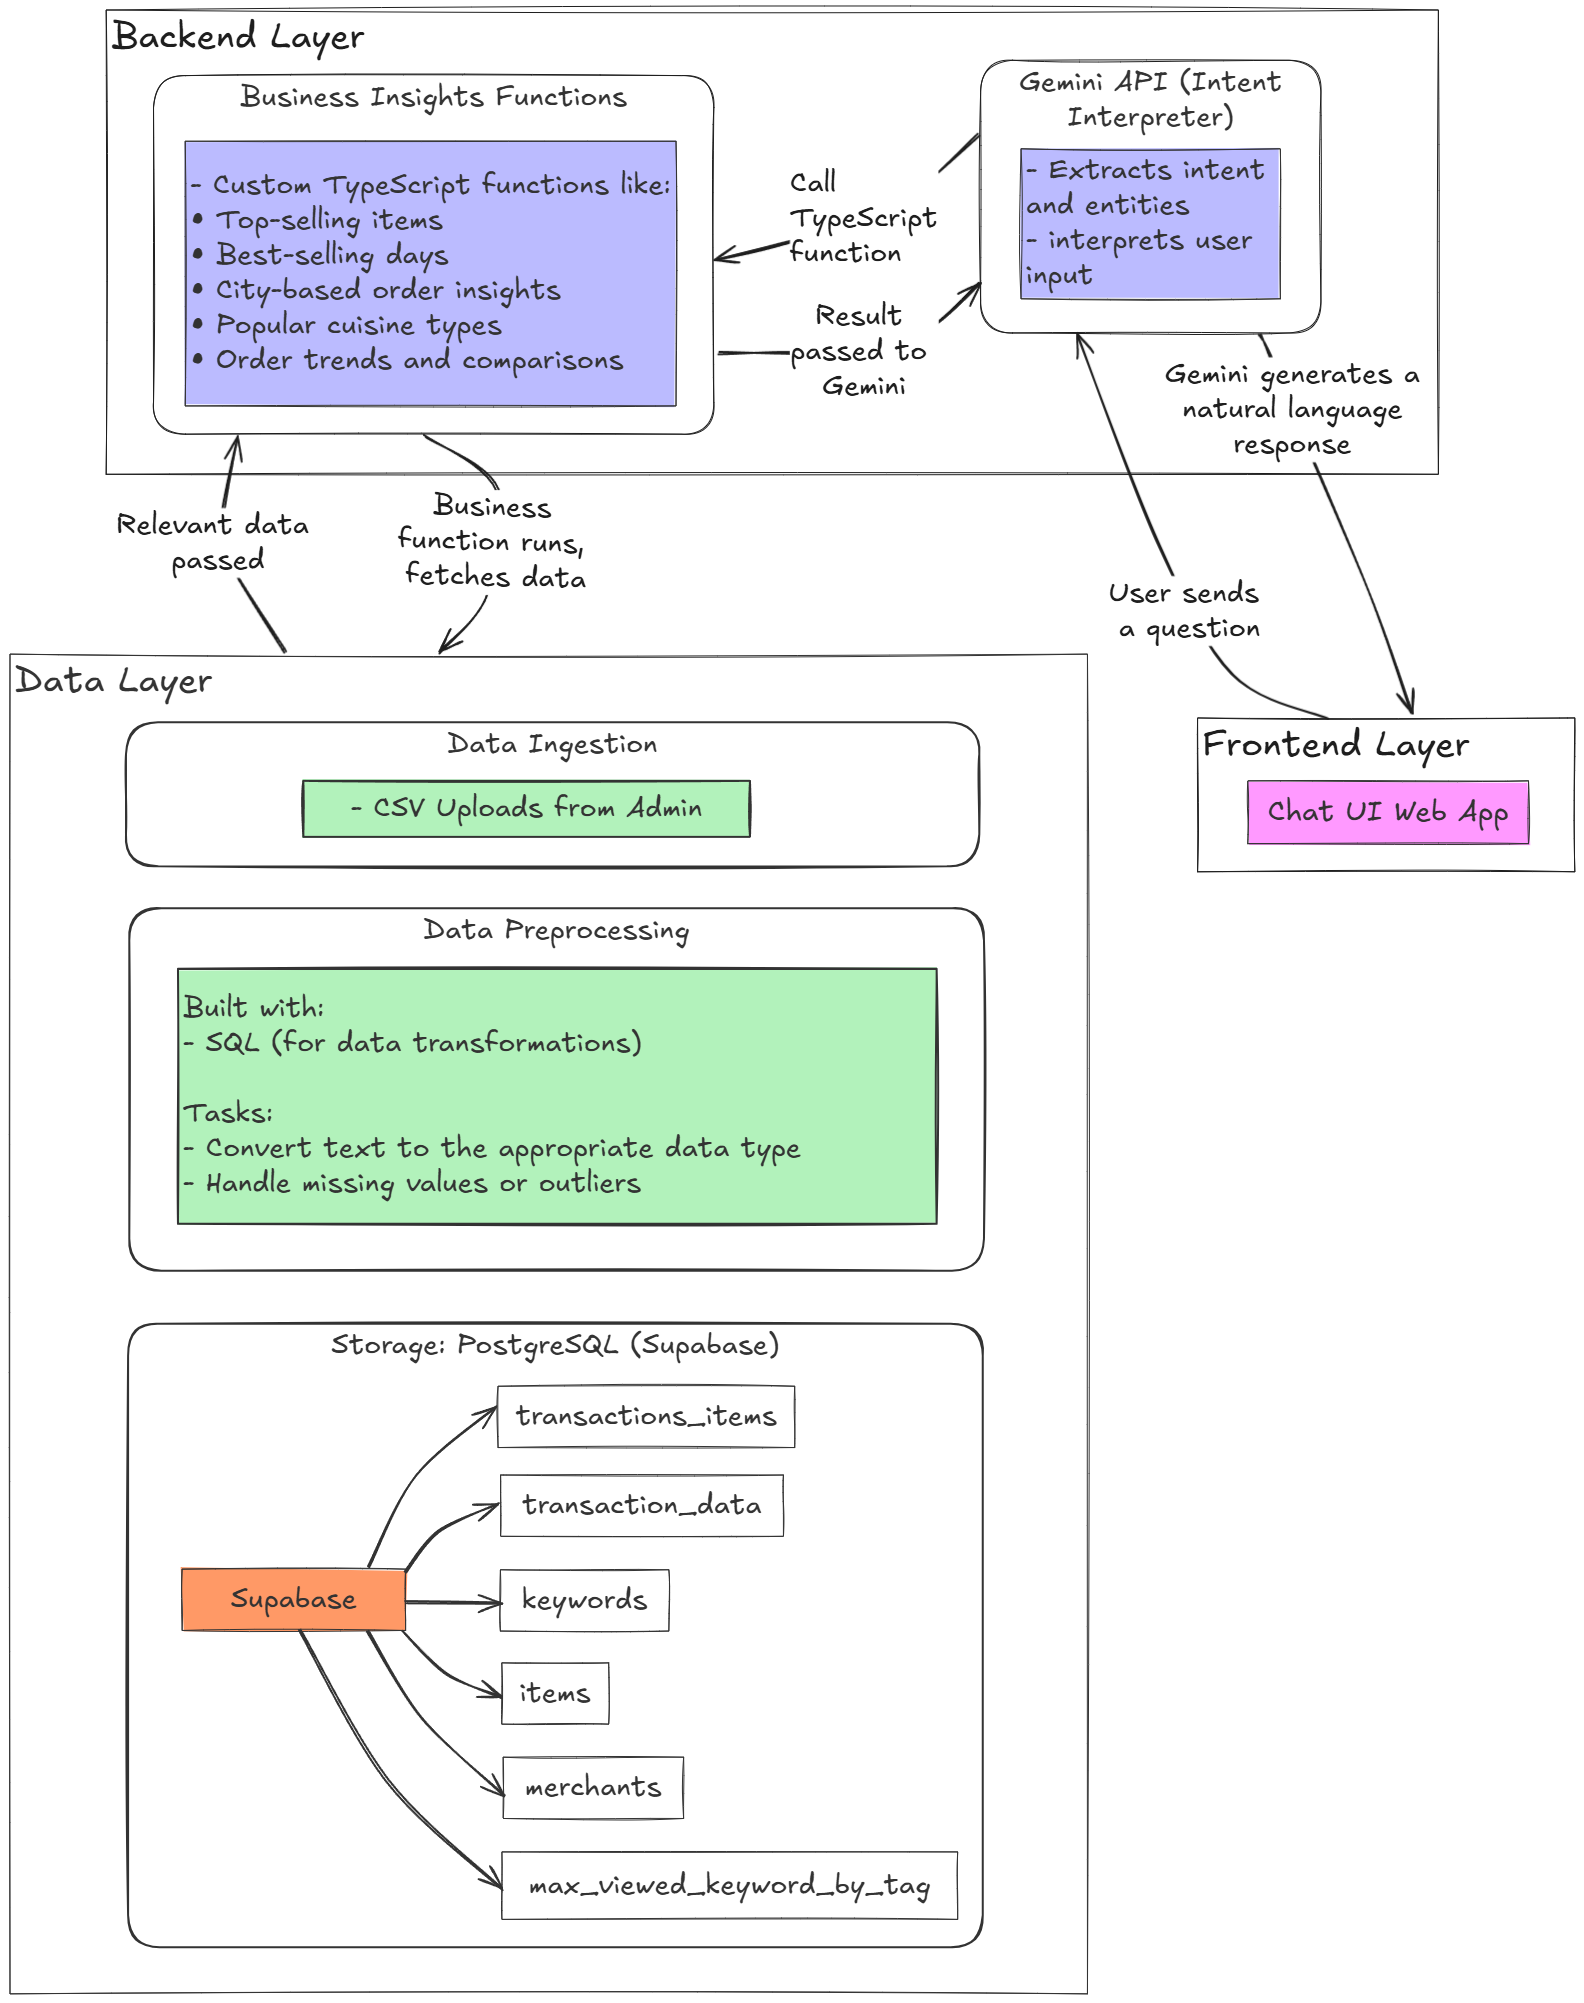 Backend Layer
Business Insights Functions
- Custom TypeScript functions like:
• Top-selling items
• Best-selling days
• City-based order insights
• Popular cuisine types
• Order trends and comparisons
Call
TypeScript
function
Result
passed to
Gemini
Gemini API (Intent
Interpreter)
- Extracts intent
and entities
- interprets user
input
Gemini generates a
natural language
response
Relevant data
passed
Business
function runs,
fetches data
User sends
a question
Frontend Layer
Chat UI Web App
Data Layer
Data Ingestion
- CSV Uploads from Admin
Data Preprocessing
Built with:
- SQL (for data transformations)
Tasks:
- Convert text to the appropriate data type
- Handle missing values or outliers
Storage: PostgreSQL (Supabase)
Supabase
transactions_items
transaction_data
keywords
items
merchants
max_viewed_keyword_by_tag